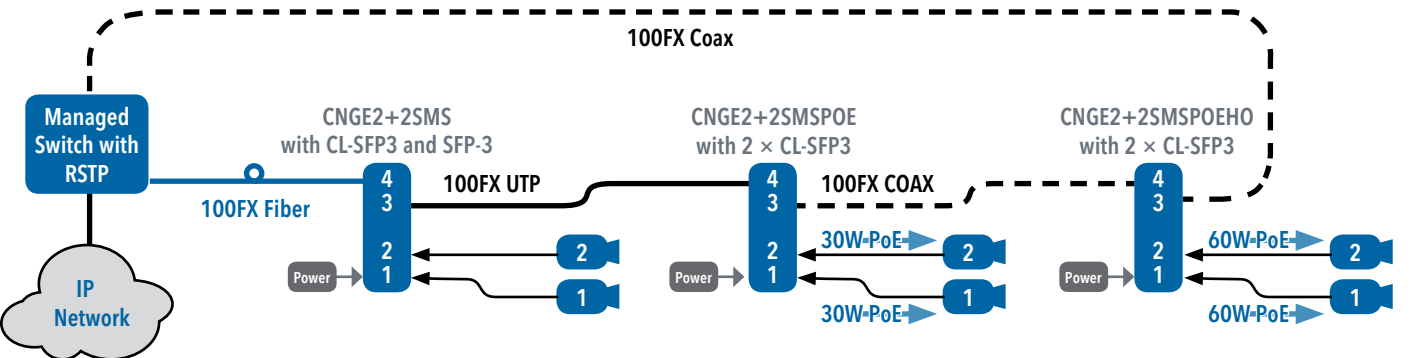 100FX Coax
Managed
Switch with
RSTP
CNGE2+2SMS
with CL-SFP3 and SFP-3
CNGE2+2SMSPOE
with 2 × CL-SFP3
CNGE2+2SMSPOEHO
with 2 × CL-SFP3
100FX Fiber
4
3
2
1
100FX UTP
Power
2
1
4
3
2
1
100FX COAX
Power
30W PoE
2
1
30W PoE
4
3
2
1
Power
60W PoE
2
1
60W PoE
IP
Network